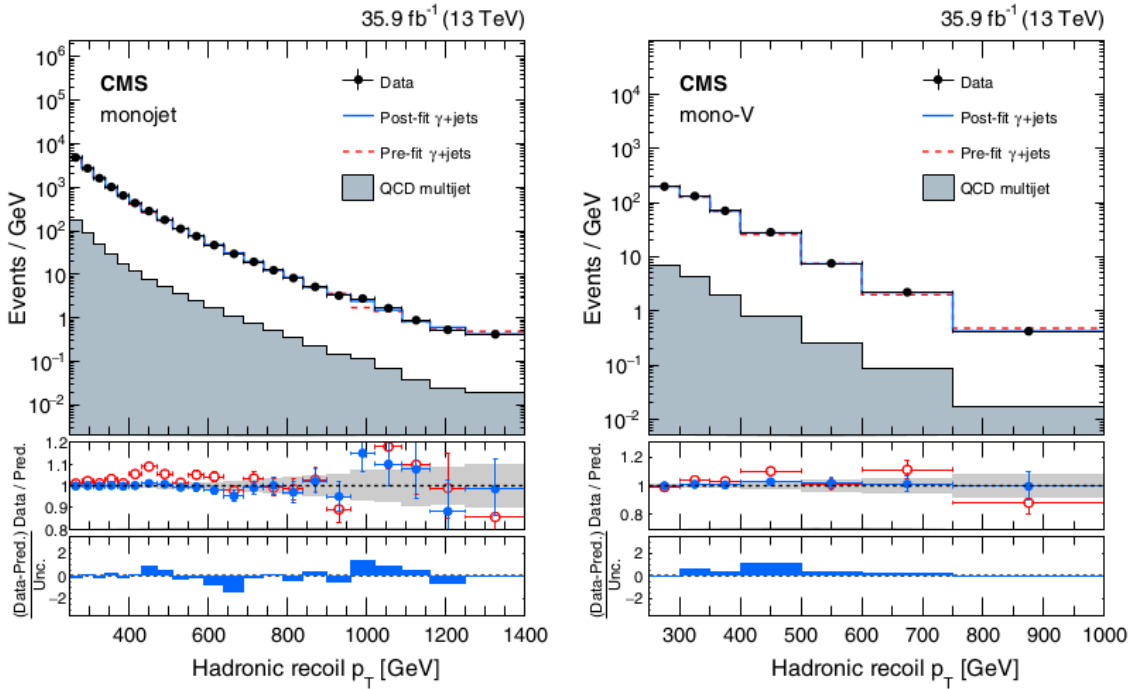 35.9 fb⁻¹ (13 TeV)
CMS
monojet
Data
Post-fit γ+jets
Pre-fit γ+jets
QCD multijet
Events / GeV
10⁶
10⁵
10⁴
10³
10²
10
1
10⁻¹
10⁻²
Data / Pred.
1.2
1.1
1.0
0.9
0.8
(Data-Pred.)
Unc.
2
0
−2
400 600 800 1000 1200 1400
Hadronic recoil p_T [GeV]
35.9 fb⁻¹ (13 TeV)
CMS
mono-V
Data
Post-fit γ+jets
Pre-fit γ+jets
QCD multijet
Events / GeV
10⁴
10³
10²
10
1
10⁻¹
10⁻²
Data / Pred.
1.2
1.0
0.8
(Data-Pred.)
Unc.
2
0
−2
300 400 500 600 700 800 900 1000
Hadronic recoil p_T [GeV]